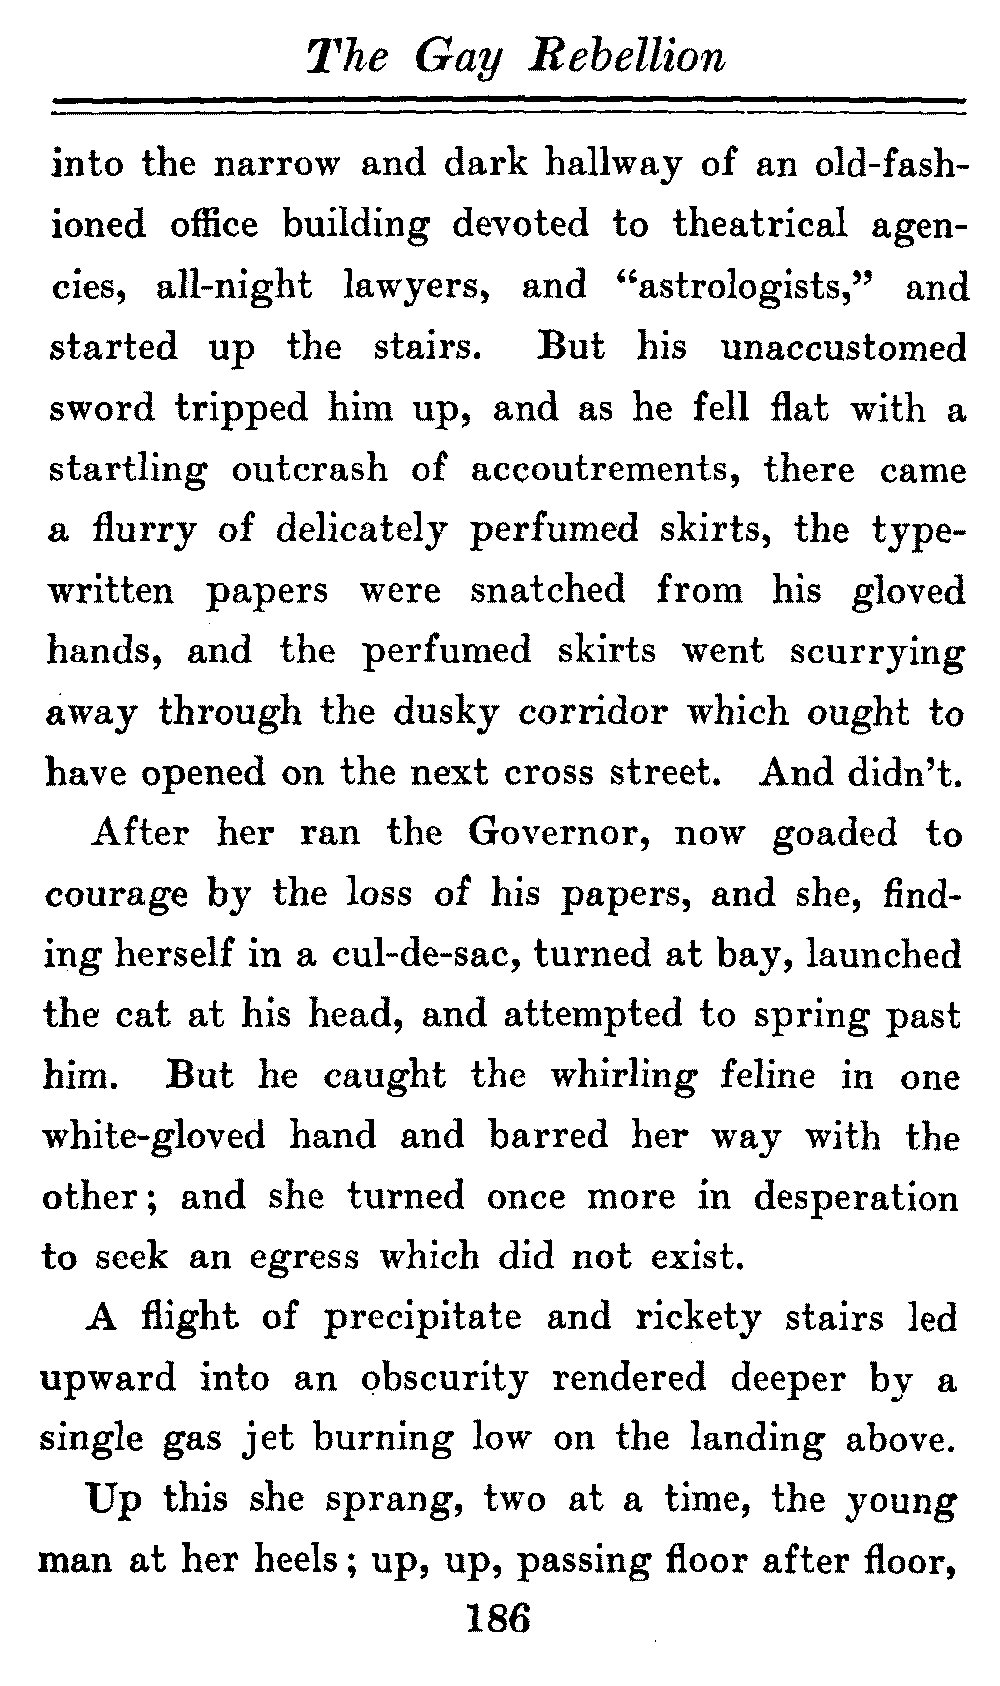 The Gay Rebellion
into the narrow and dark hallway of an old-fash-
ioned office building devoted to theatrical agen-
cies, all-night lawyers, and “astrologists,” and
started up the stairs. But his unaccustomed
sword tripped him up, and as he fell flat with a
startling outcrash of accoutrements, there came
a flurry of delicately perfumed skirts, the type-
written papers were snatched from his gloved
hands, and the perfumed skirts went scurrying
away through the dusky corridor which ought to
have opened on the next cross street. And didn’t.
After her ran the Governor, now goaded to
courage by the loss of his papers, and she, find-
ing herself in a cul-de-sac, turned at bay, launched
the cat at his head, and attempted to spring past
him. But he caught the whirling feline in one
white-gloved hand and barred her way with the
other; and she turned once more in desperation
to seek an egress which did not exist.
A flight of precipitate and rickety stairs led
upward into an obscurity rendered deeper by a
single gas jet burning low on the landing above.
Up this she sprang, two at a time, the young
man at her heels; up, up, passing floor after floor,
186